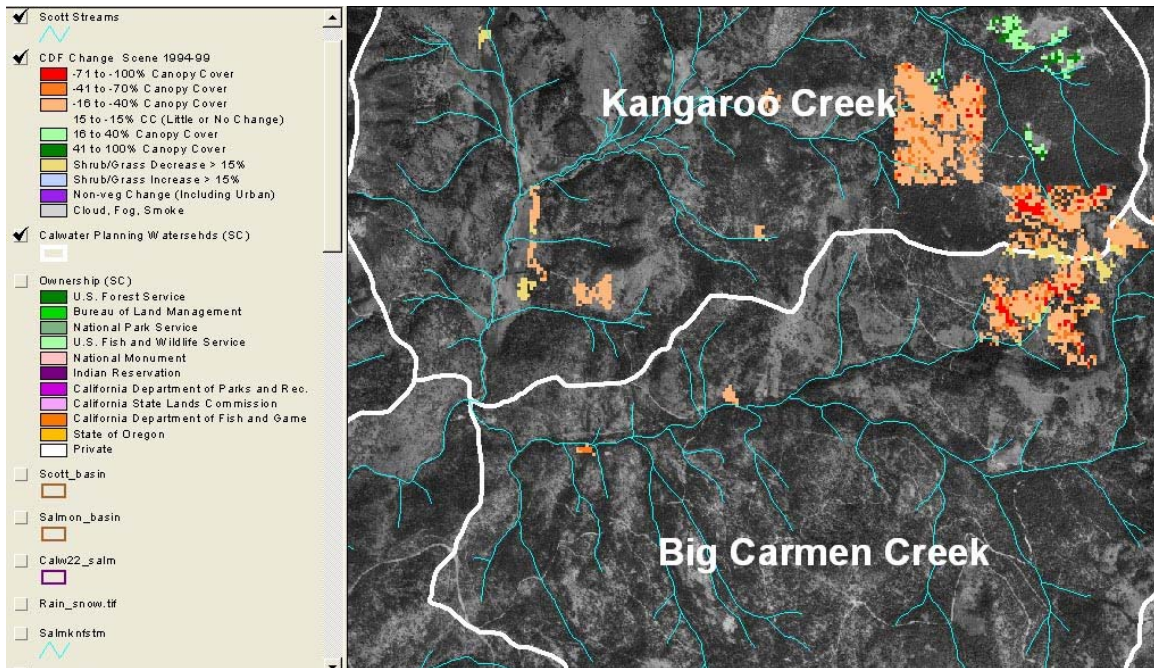 Scott Streams
CDF Change Scene 1994-99
-71 to -100% Canopy Cover
-41 to -70% Canopy Cover
-16 to -40% Canopy Cover
15 to -15% CC (Little or No Change)
16 to 40% Canopy Cover
41 to 100% Canopy Cover
Shrub/Grass Decrease > 15%
Shrub/Grass Increase > 15%
Non-veg Change (Including Urban)
Cloud, Fog, Smoke
Calwater Planning Watersehds (SC)
Ownership (SC)
U.S. Forest Service
Bureau of Land Management
National Park Service
U.S. Fish and Wildlife Service
National Monument
Indian Reservation
California Department of Parks and Rec.
California State Lands Commission
California Department of Fish and Game
State of Oregon
Private
Scott_basin
Salmon_basin
Calw22_salm
Rain_snow.tif
Salmknfstm
Kangaroo Creek
Big Carmen Creek